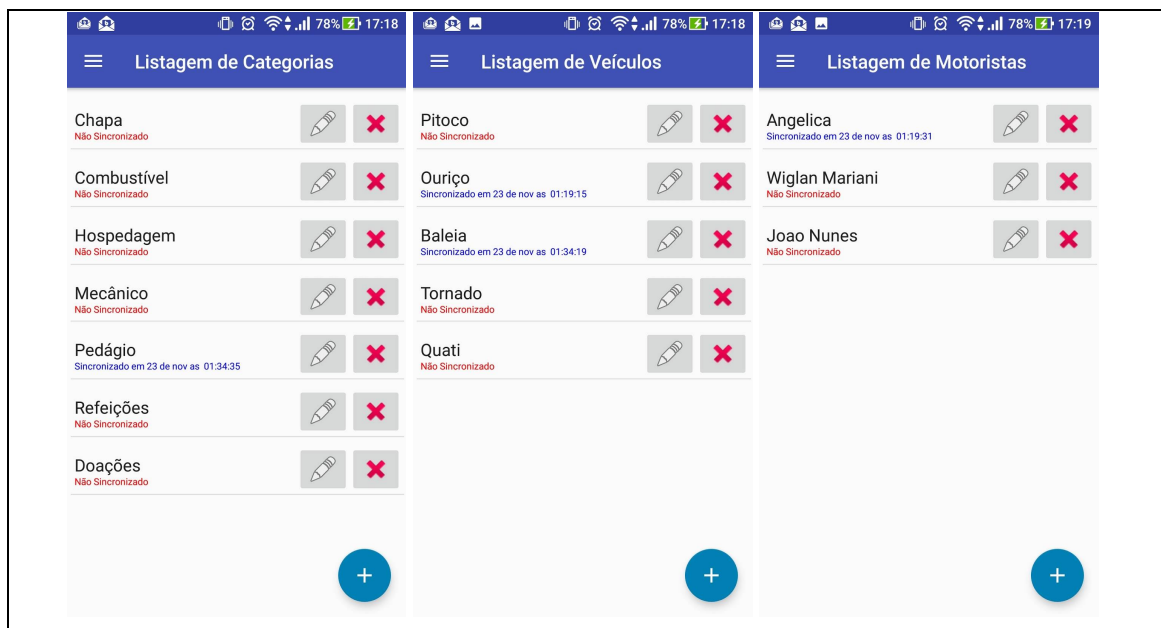 78% 17:18
Listagem de Categorias
Chapa
Não Sincronizado
Combustível
Não Sincronizado
Hospedagem
Não Sincronizado
Mecânico
Não Sincronizado
Pedágio
Sincronizado em 23 de nov as 01:34:35
Refeições
Não Sincronizado
Doações
Não Sincronizado
+
78% 17:18
Listagem de Veículos
Pitoco
Não Sincronizado
Ouriço
Sincronizado em 23 de nov as 01:19:15
Baleia
Sincronizado em 23 de nov as 01:34:19
Tornado
Não Sincronizado
Quati
Não Sincronizado
+
78% 17:19
Listagem de Motoristas
Angelica
Sincronizado em 23 de nov as 01:19:31
Wiglan Mariani
Não Sincronizado
Joao Nunes
Não Sincronizado
+